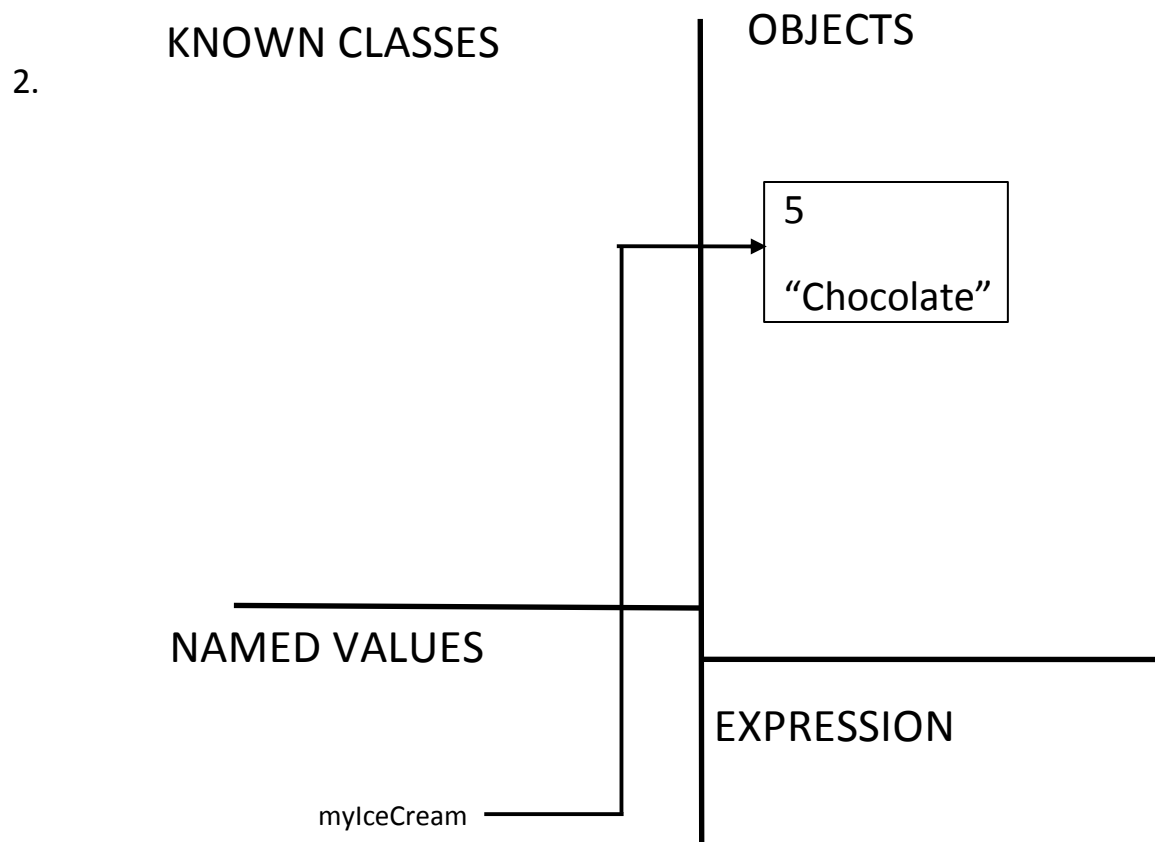 KNOWN CLASSES
OBJECTS
2.
5
“Chocolate”
NAMED VALUES
EXPRESSION
myIceCream